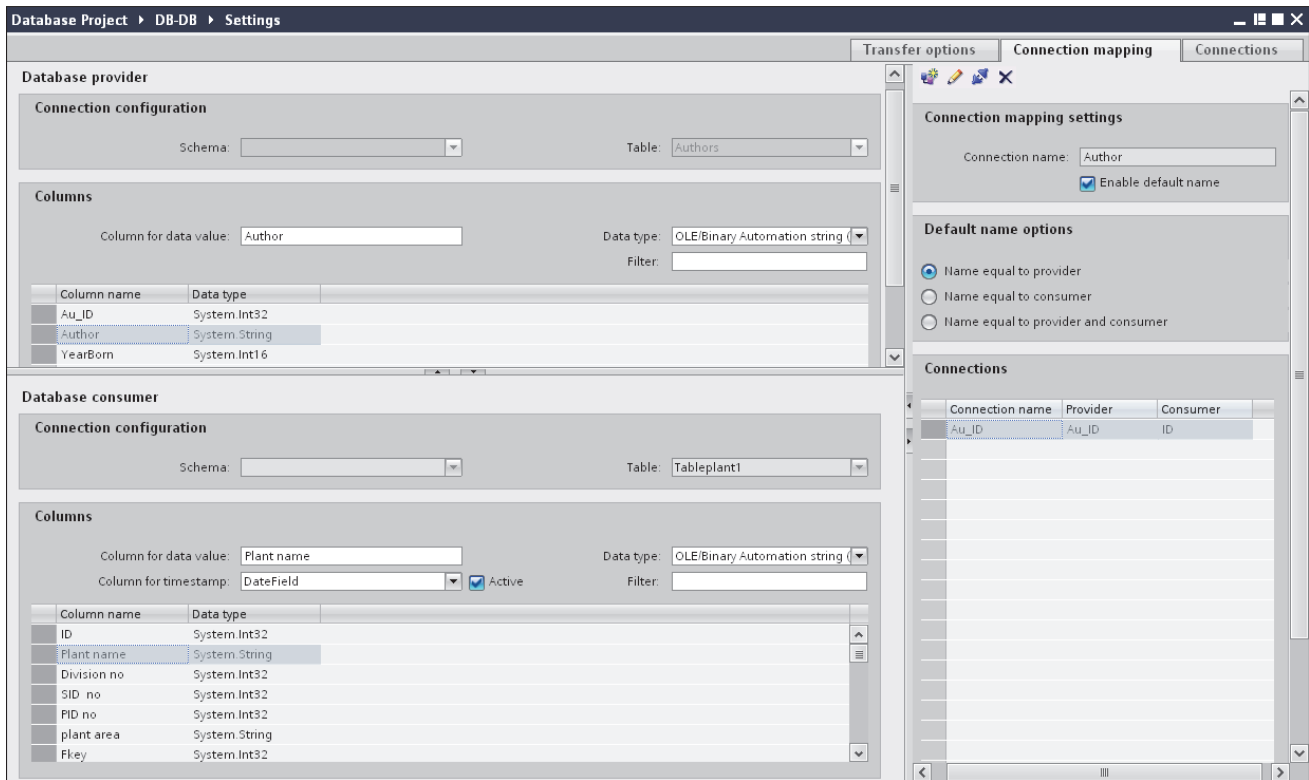 Database Project ▸ DB-DB ▸ Settings
Transfer options
Connection mapping
Connections
Database provider
Connection configuration
Schema:
Table: Authors
Columns
Column for data value: Author
Data type: OLE/Binary Automation string (
Filter:
Column name Data type
Au_ID System.Int32
Author System.String
YearBorn System.Int16
Database consumer
Connection configuration
Schema:
Table: Tableplant1
Columns
Column for data value: Plant name
Data type: OLE/Binary Automation string (
Column for timestamp: DateField
Active
Filter:
Column name Data type
ID System.Int32
Plant name System.String
Division no System.Int32
SID no System.Int32
PID no System.Int32
plant area System.String
Fkey System.Int32
Connection mapping settings
Connection name: Author
Enable default name
Default name options
Name equal to provider
Name equal to consumer
Name equal to provider and consumer
Connections
Connection name Provider Consumer
Au_ID Au_ID ID